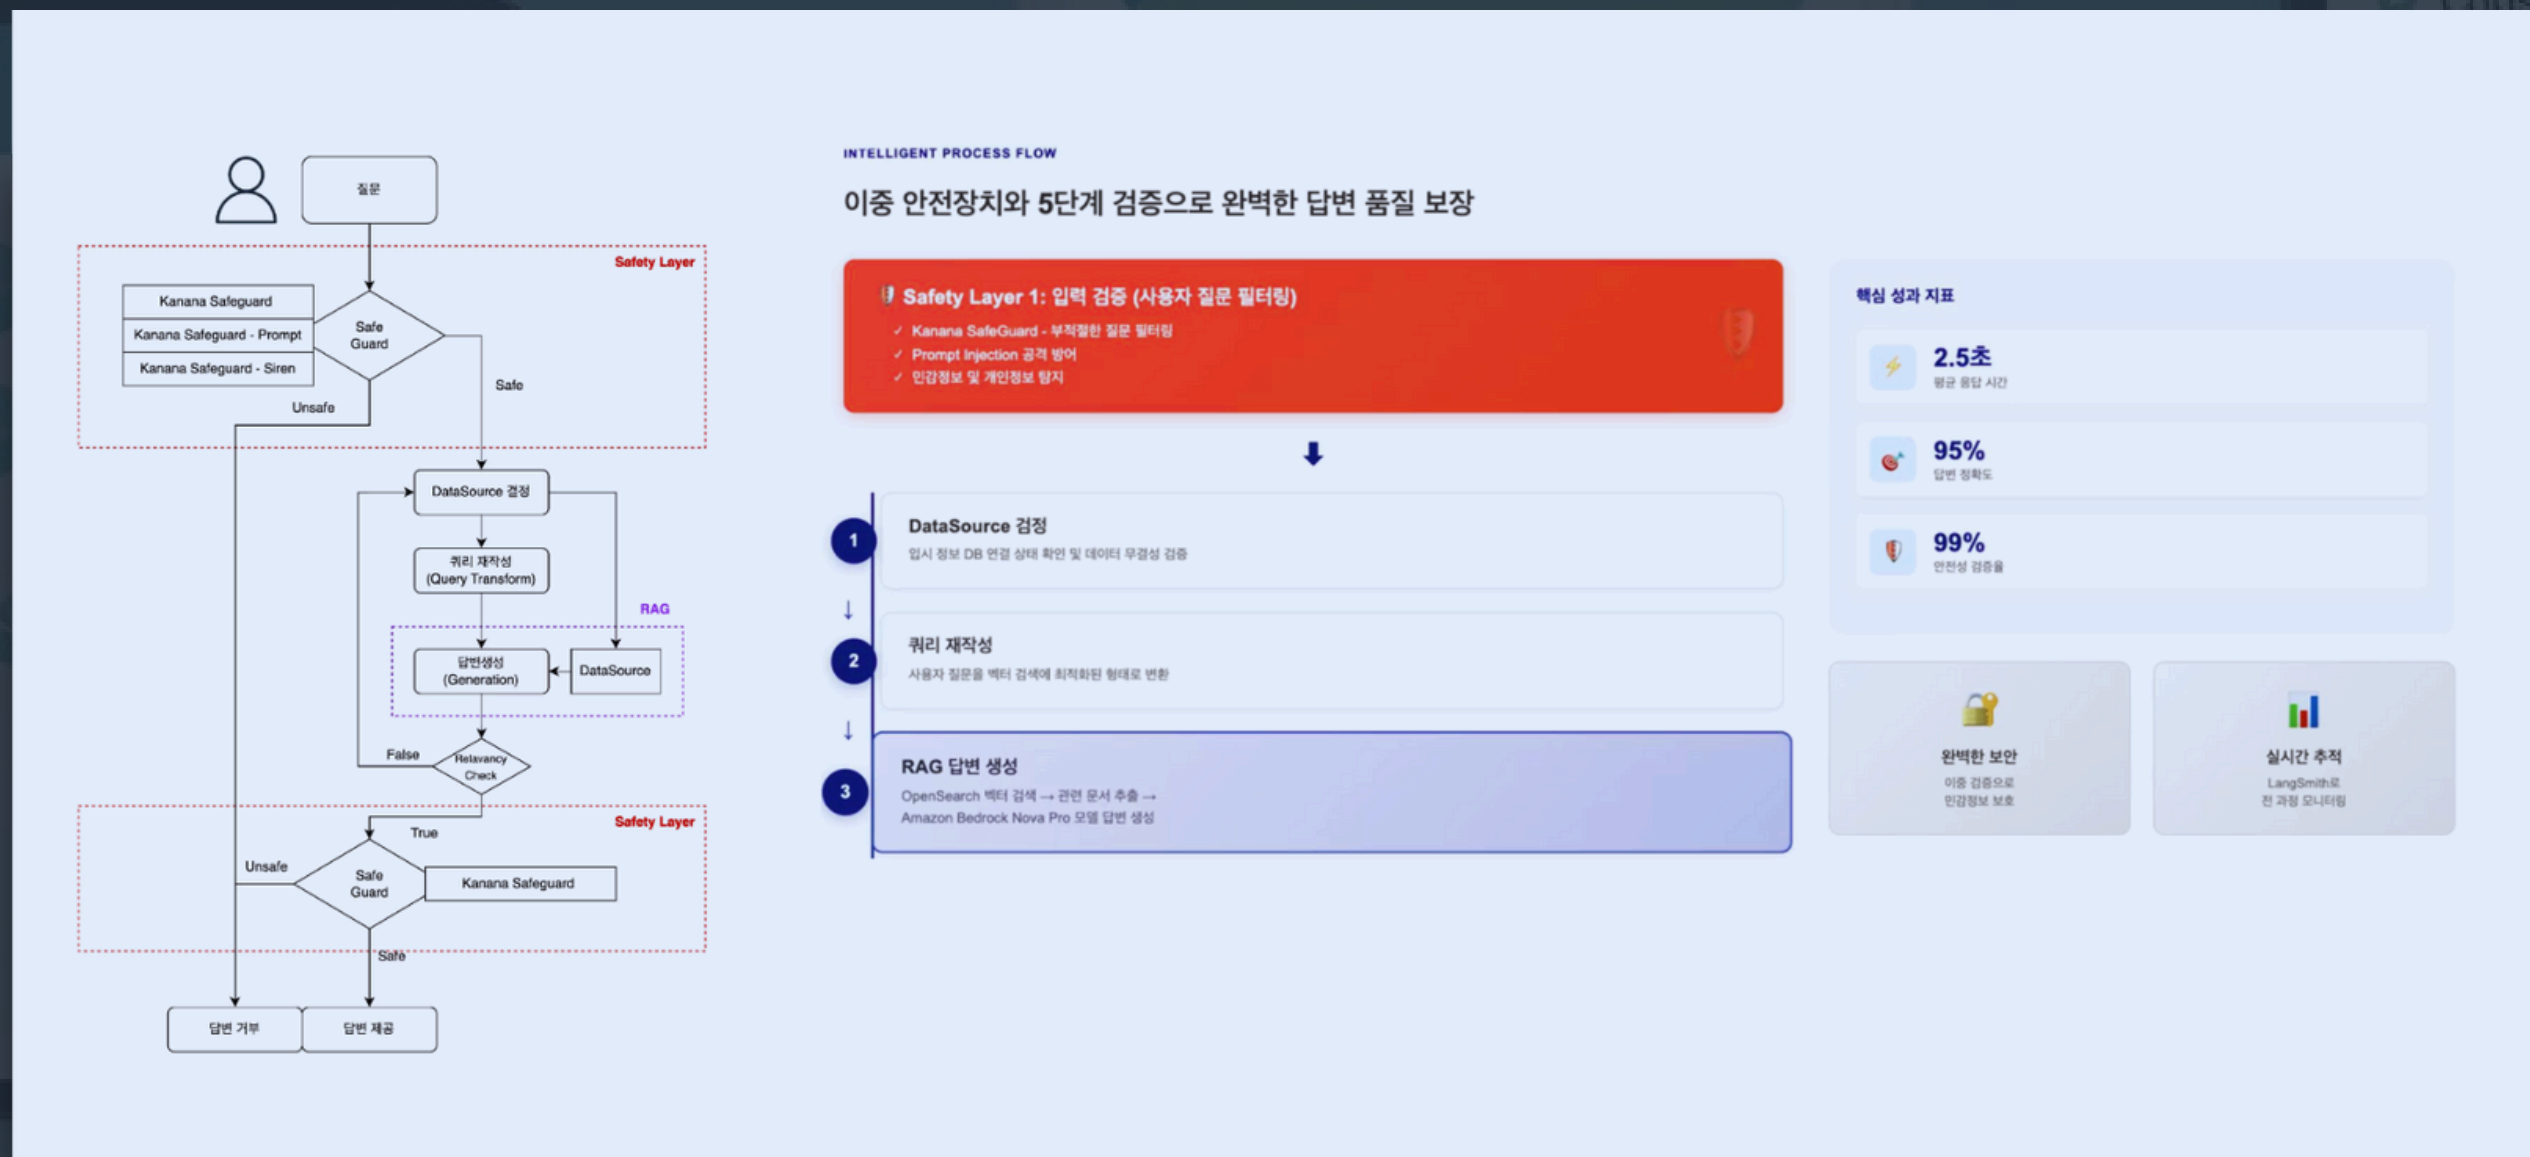 질문
Safety Layer
Kanana Safeguard
Kanana Safeguard - Prompt
Kanana Safeguard - Siren
Safe
Guard
Safe
Unsafe
DataSource 결정
쿼리 재작성
(Query Transform)
RAG
답변생성
(Generation)
DataSource
False
Relavancy
Check
True
Safety Layer
Unsafe
Safe
Guard
Kanana Safeguard
Safe
답변 거부
답변 제공
INTELLIGENT PROCESS FLOW
이중 안전장치와 5단계 검증으로 완벽한 답변 품질 보장
Safety Layer 1: 입력 검증 (사용자 질문 필터링)
✓ Kanana SafeGuard - 부적절한 질문 필터링
✓ Prompt Injection 공격 방어
✓ 민감정보 및 개인정보 탐지
1
DataSource 검정
입시 정보 DB 연결 상태 확인 및 데이터 무결성 검증
2
쿼리 재작성
사용자 질문을 벡터 검색에 최적화된 형태로 변환
3
RAG 답변 생성
OpenSearch 벡터 검색 → 관련 문서 추출 →
Amazon Bedrock Nova Pro 모델 답변 생성
핵심 성과 지표
2.5초
평균 응답 시간
95%
답변 정확도
99%
안전성 검증율
완벽한 보안
이중 검증으로
민감정보 보호
실시간 추적
LangSmith로
전 과정 모니터링